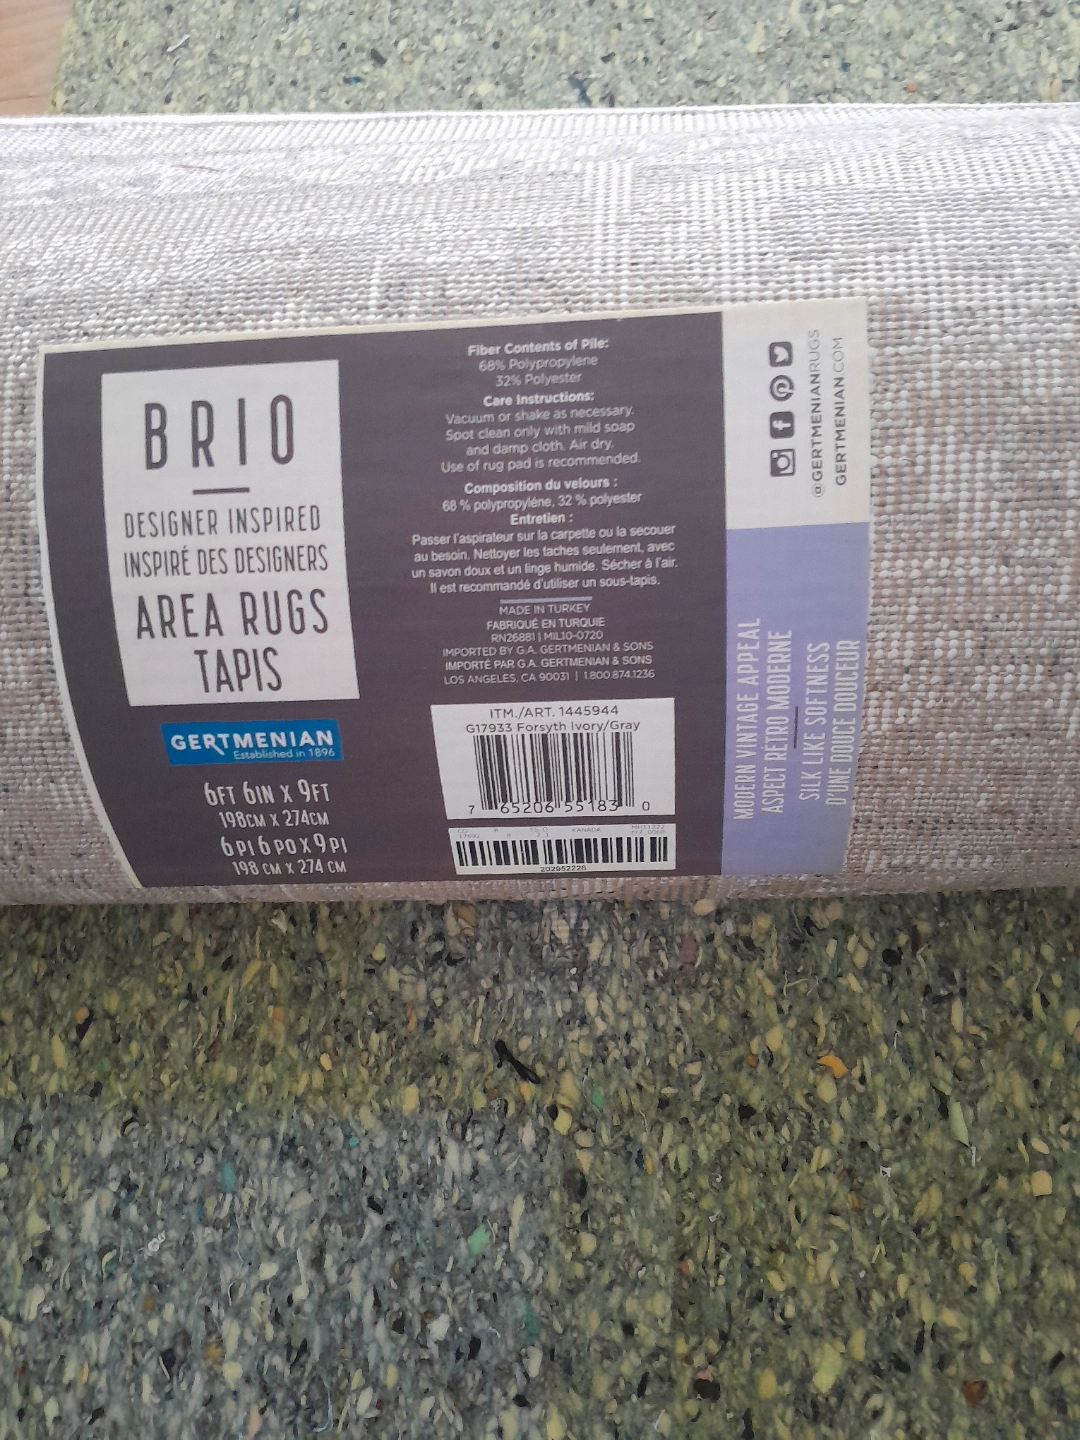 BRIO
DESIGNER INSPIRED
INSPIRÉ DES DESIGNERS
AREA RUGS
TAPIS
GERTMENIAN
Established in 1896
6FT 6IN X 9FT
198CM X 274CM
6 PI 6 PO X 9 PI
198 CM X 274 CM
Fiber Contents of Pile:
68% Polypropylene
32% Polyester
Care Instructions:
Vacuum or shake as necessary.
Spot clean only with mild soap
and damp cloth. Air dry.
Use of rug pad is recommended.
Composition du velours :
68 % polypropylène, 32 % polyester
Entretien :
Passer l'aspirateur sur la carpette ou la secouer
au besoin. Nettoyer les taches seulement, avec
un savon doux et un linge humide. Sécher à l'air.
Il est recommandé d'utiliser un sous-tapis.
MADE IN TURKEY
FABRIQUÉ EN TURQUIE
RN26881 | MIL10-0720
IMPORTED BY G.A. GERTMENIAN & SONS
IMPORTÉ PAR G.A. GERTMENIAN & SONS
LOS ANGELES, CA 90031 | 1.800.874.1236
ITM./ART. 1445944
G17933 Forsyth Ivory/Gray
7 65206 55183 0
KANADA
202952226
@GERTMENIANRUGS
GERTMENIAN.COM
MODERN VINTAGE APPEAL
ASPECT RÉTRO MODERNE
SILK LIKE SOFTNESS
D'UNE DOUCE DOUCEUR